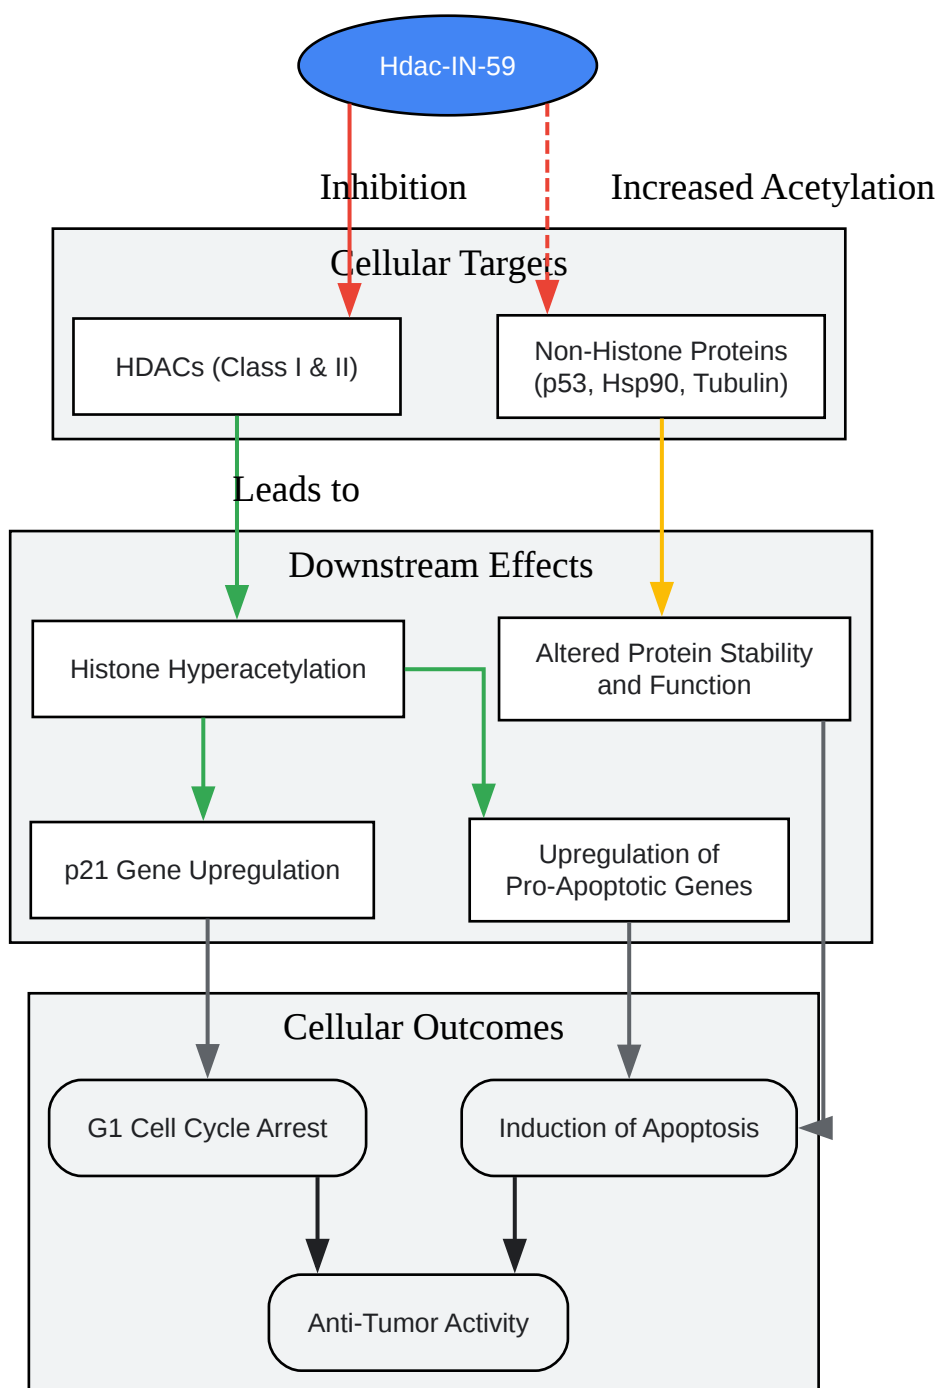 Hdac-IN-59
Inhibition
Increased Acetylation
Cellular Targets
HDACs (Class I & II)
Non-Histone Proteins
(p53, Hsp90, Tubulin)
Leads to
Downstream Effects
Histone Hyperacetylation
Altered Protein Stability
and Function
p21 Gene Upregulation
Upregulation of
Pro-Apoptotic Genes
Cellular Outcomes
G1 Cell Cycle Arrest
Induction of Apoptosis
Anti-Tumor Activity